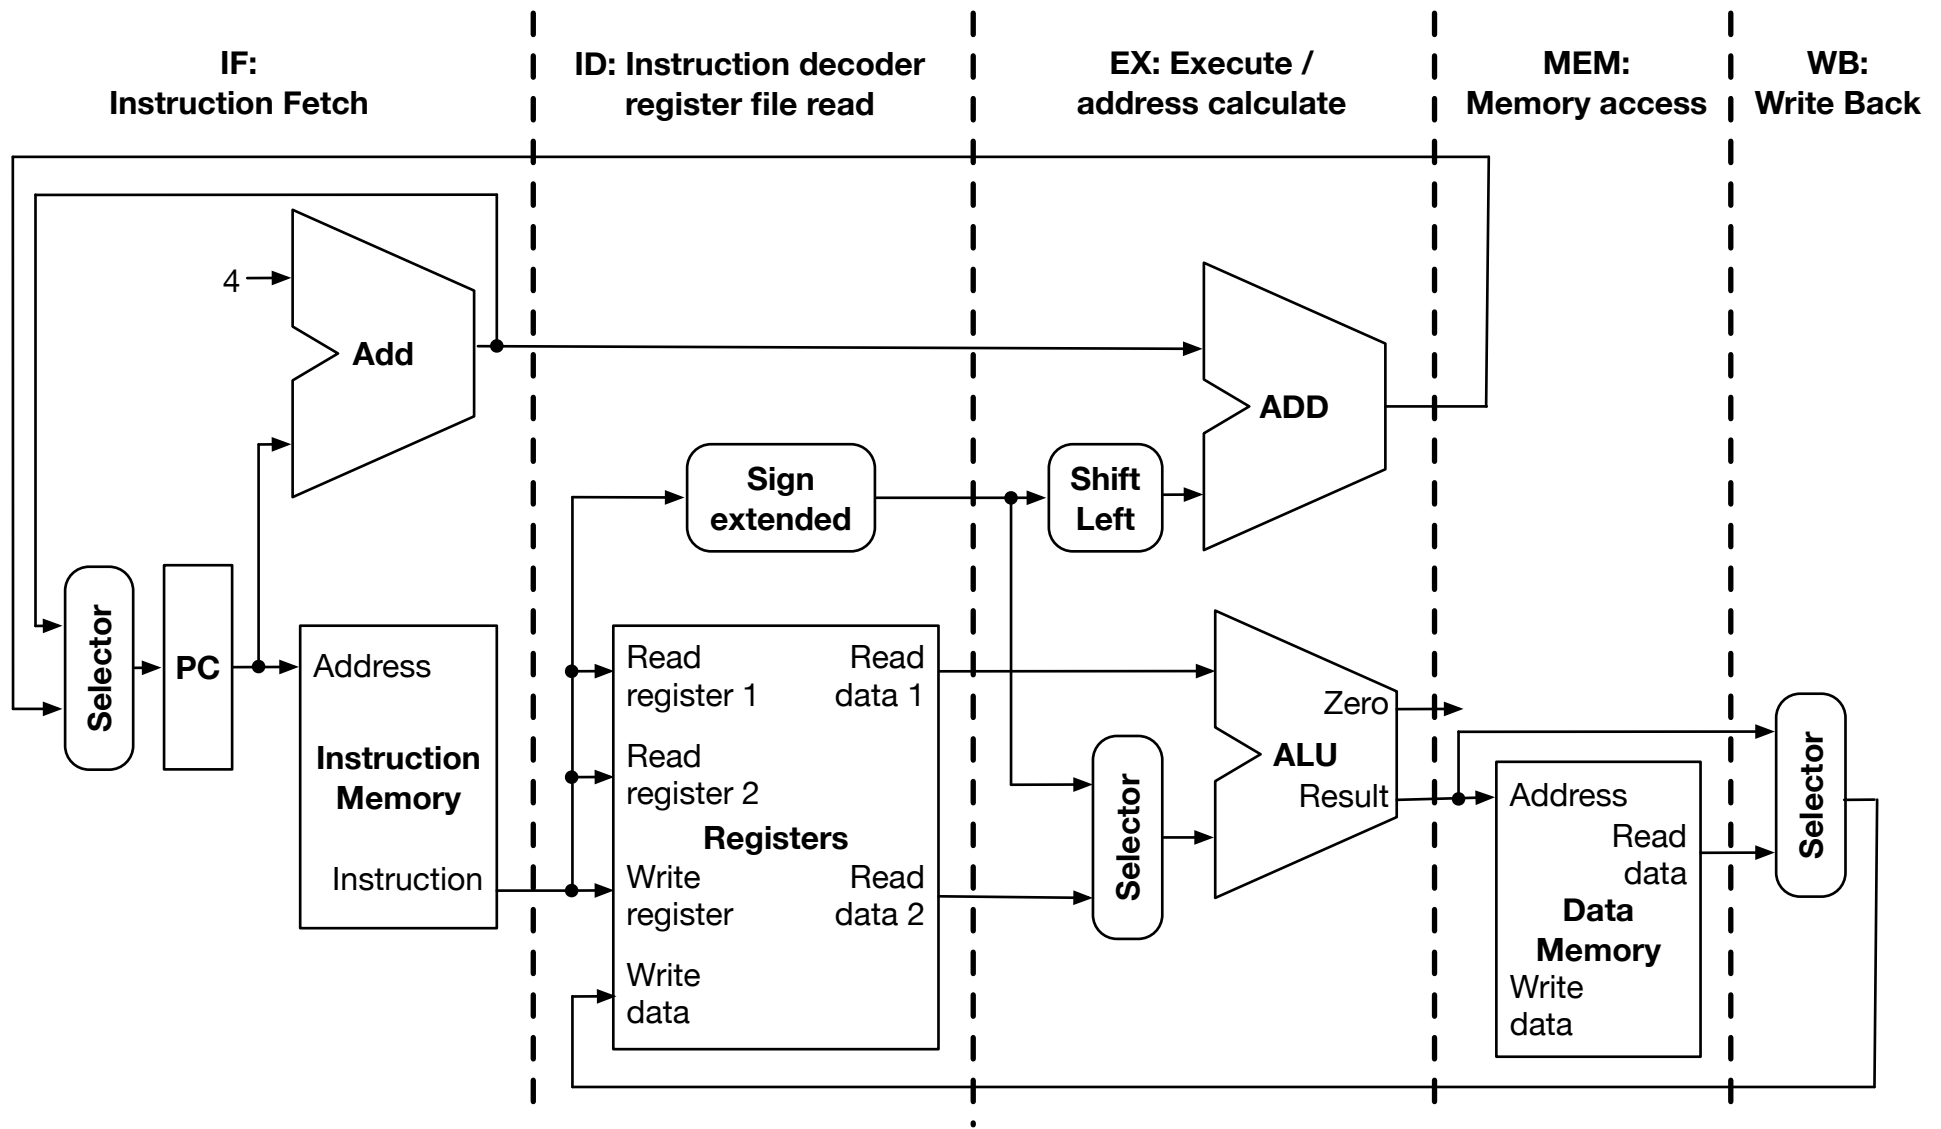 IF:
Instruction Fetch
ID: Instruction decoder
register file read
EX: Execute /
address calculate
MEM:
Memory access
WB:
Write Back
4
Add
ADD
Sign
extended
Shift
Left
Selector
PC
Address
Instruction
Memory
Instruction
Read
register 1
Read
data 1
Read
register 2
Registers
Write
register
Read
data 2
Write
data
Selector
Zero
ALU
Result
Address
Read
data
Data
Memory
Write
data
Selector